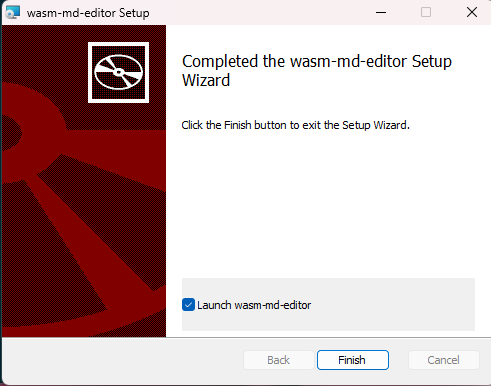 wasm-md-editor Setup
Completed the wasm-md-editor Setup
Wizard
Click the Finish button to exit the Setup Wizard.
Launch wasm-md-editor
Back
Finish
Cancel